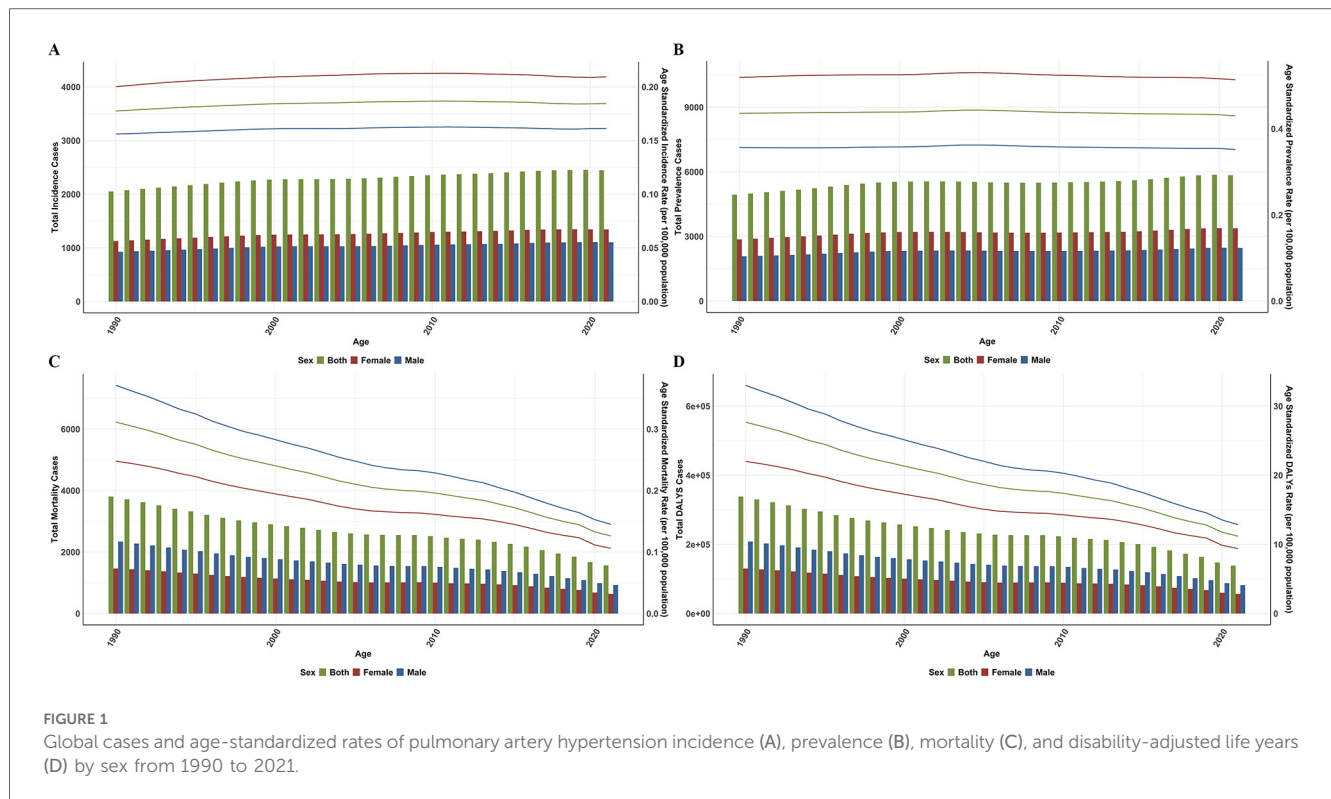 A
4000
3000
2000
1000
0
Total Incidence Cases
0.20
0.15
0.10
0.05
0.00
Age Standardized Incidence Rate (per 100,000 population)
1990
2000
2010
2020
Age
Sex Both Female Male
B
9000
6000
3000
0
Total Prevalence Cases
0.4
0.2
0.0
Age Standardized Prevalence Rate (per 100,000 population)
1990
2000
2010
2020
Age
Sex Both Female Male
C
6000
4000
2000
0
Total Mortality Cases
0.3
0.2
0.1
0.0
Age Standardized Mortality Rate (per 100,000 population)
1990
2000
2010
2020
Age
Sex Both Female Male
D
6e+05
4e+05
2e+05
0e+00
Total DALYS Cases
30
20
10
0
Age Standardized DALYs Rate (per 100,000 population)
1990
2000
2010
2020
Age
Sex Both Female Male
FIGURE 1
Global cases and age-standardized rates of pulmonary artery hypertension incidence (A), prevalence (B), mortality (C), and disability-adjusted life years
(D) by sex from 1990 to 2021.